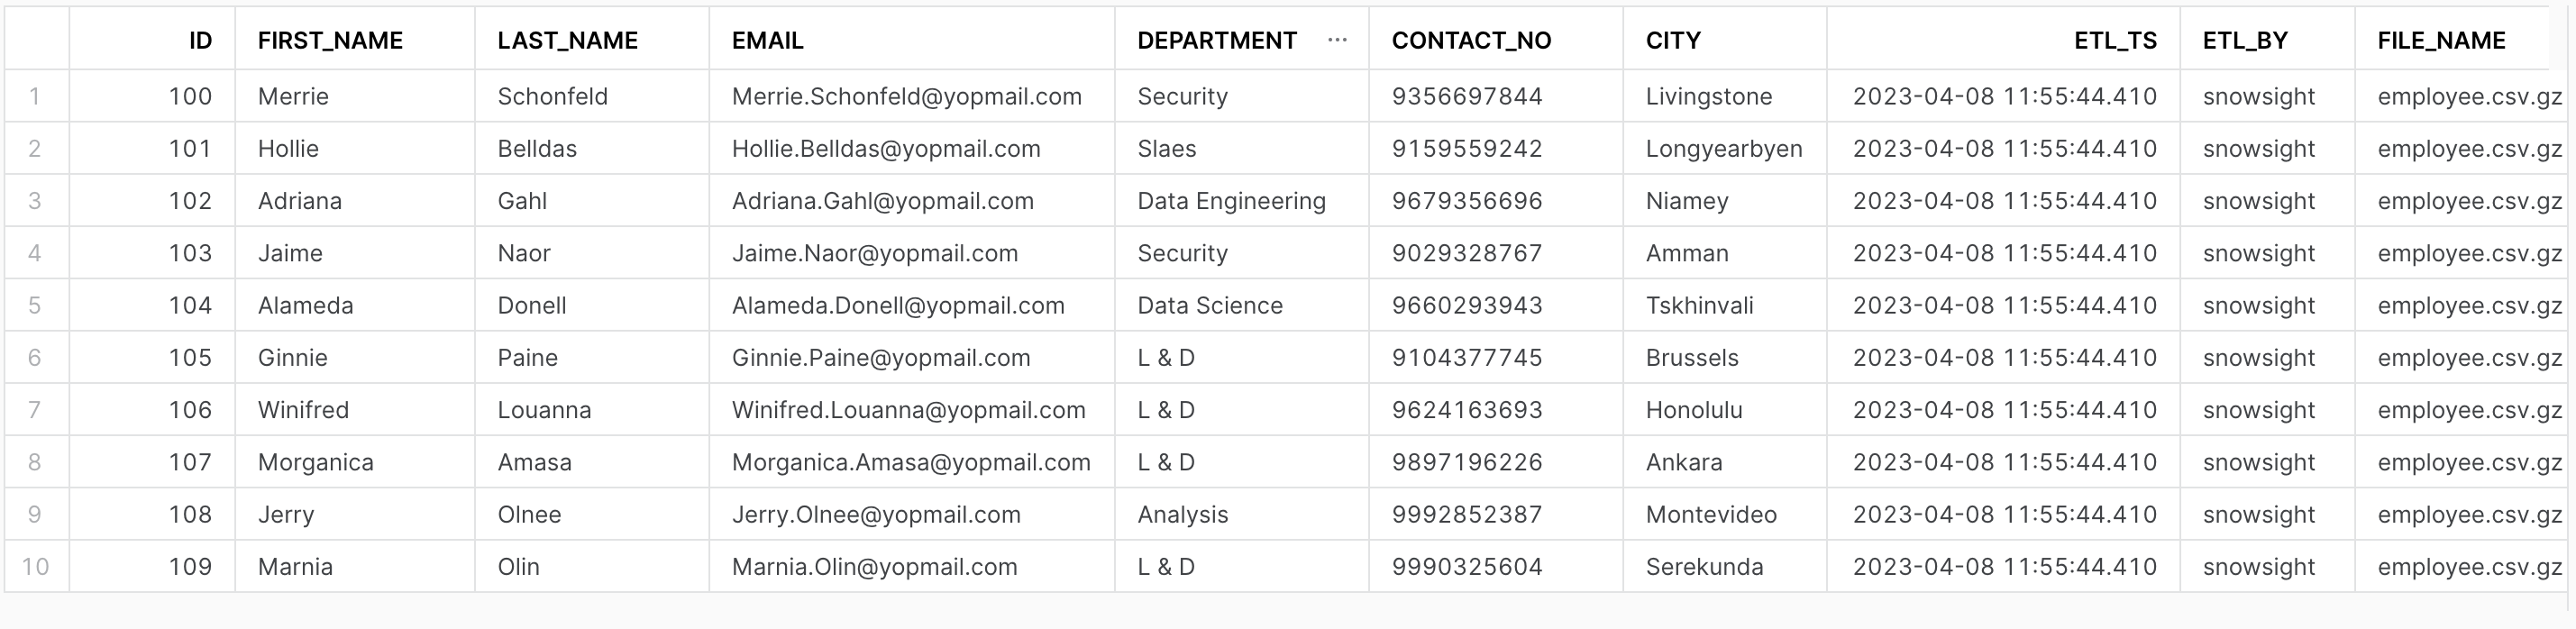 ID FIRST_NAME LAST_NAME EMAIL DEPARTMENT ... CONTACT_NO CITY ETL_TS ETL_BY FILE_NAME
1 100 Merrie Schonfeld Merrie.Schonfeld@yopmail.com Security 9356697844 Livingstone 2023-04-08 11:55:44.410 snowsight employee.csv.gz
2 101 Hollie Belldas Hollie.Belldas@yopmail.com Slaes 9159559242 Longyearbyen 2023-04-08 11:55:44.410 snowsight employee.csv.gz
3 102 Adriana Gahl Adriana.Gahl@yopmail.com Data Engineering 9679356696 Niamey 2023-04-08 11:55:44.410 snowsight employee.csv.gz
4 103 Jaime Naor Jaime.Naor@yopmail.com Security 9029328767 Amman 2023-04-08 11:55:44.410 snowsight employee.csv.gz
5 104 Alameda Donell Alameda.Donell@yopmail.com Data Science 9660293943 Tskhinvali 2023-04-08 11:55:44.410 snowsight employee.csv.gz
6 105 Ginnie Paine Ginnie.Paine@yopmail.com L & D 9104377745 Brussels 2023-04-08 11:55:44.410 snowsight employee.csv.gz
7 106 Winifred Louanna Winifred.Louanna@yopmail.com L & D 9624163693 Honolulu 2023-04-08 11:55:44.410 snowsight employee.csv.gz
8 107 Morganica Amasa Morganica.Amasa@yopmail.com L & D 9897196226 Ankara 2023-04-08 11:55:44.410 snowsight employee.csv.gz
9 108 Jerry Olnee Jerry.Olnee@yopmail.com Analysis 9992852387 Montevideo 2023-04-08 11:55:44.410 snowsight employee.csv.gz
10 109 Marnia Olin Marnia.Olin@yopmail.com L & D 9990325604 Serekunda 2023-04-08 11:55:44.410 snowsight employee.csv.gz